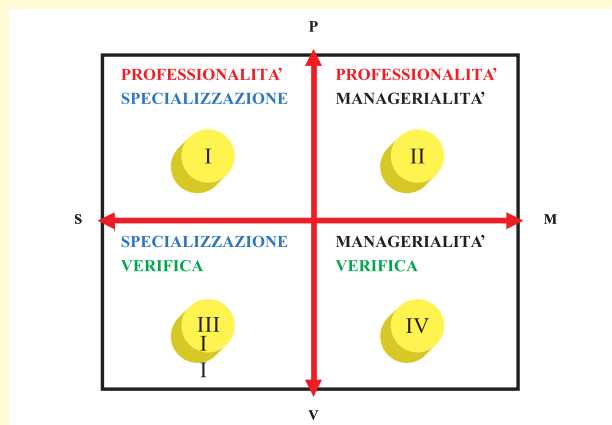 P
PROFESSIONALITA’ PROFESSIONALITA’
SPECIALIZZAZIONE MANAGERIALITA’
I II
S M
SPECIALIZZAZIONE MANAGERIALITA’
VERIFICA VERIFICA
III IV
I
I
V